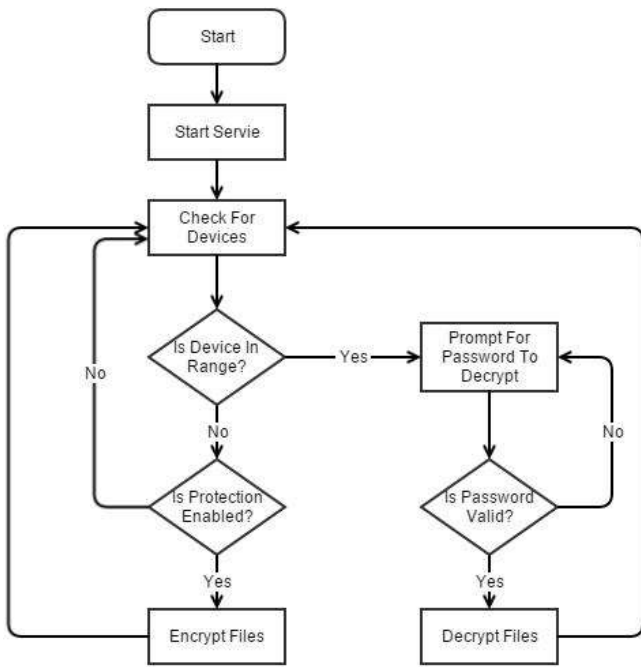 Start
Start Servie
Check For
Devices
Is Device In
Range?
Yes
Prompt For
Password To
Decrypt
No
No
No
Is Protection
Enabled?
Is Password
Valid?
Yes
Yes
Encrypt Files
Decrypt Files